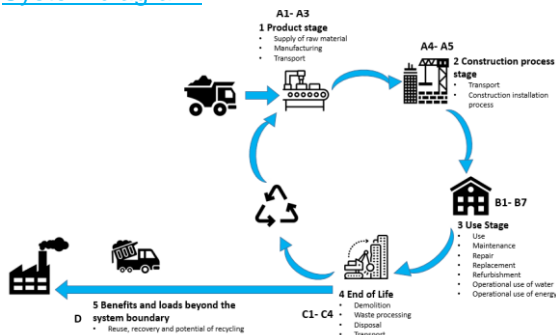 A1- A3
1 Product stage
• Supply of raw material
• Manufacturing
• Transport
A4- A5
2 Construction process
stage
• Transport
• Construction installation
process
B1- B7
3 Use Stage
• Use
• Maintenance
• Repair
• Replacement
• Refurbishment
• Operational use of water
• Operational use of energy
4 End of Life
C1- C4
• Demolition
• Waste processing
• Disposal
• Transport
5 Benefits and loads beyond the
D
system boundary
• Reuse, recovery and potential of recycling